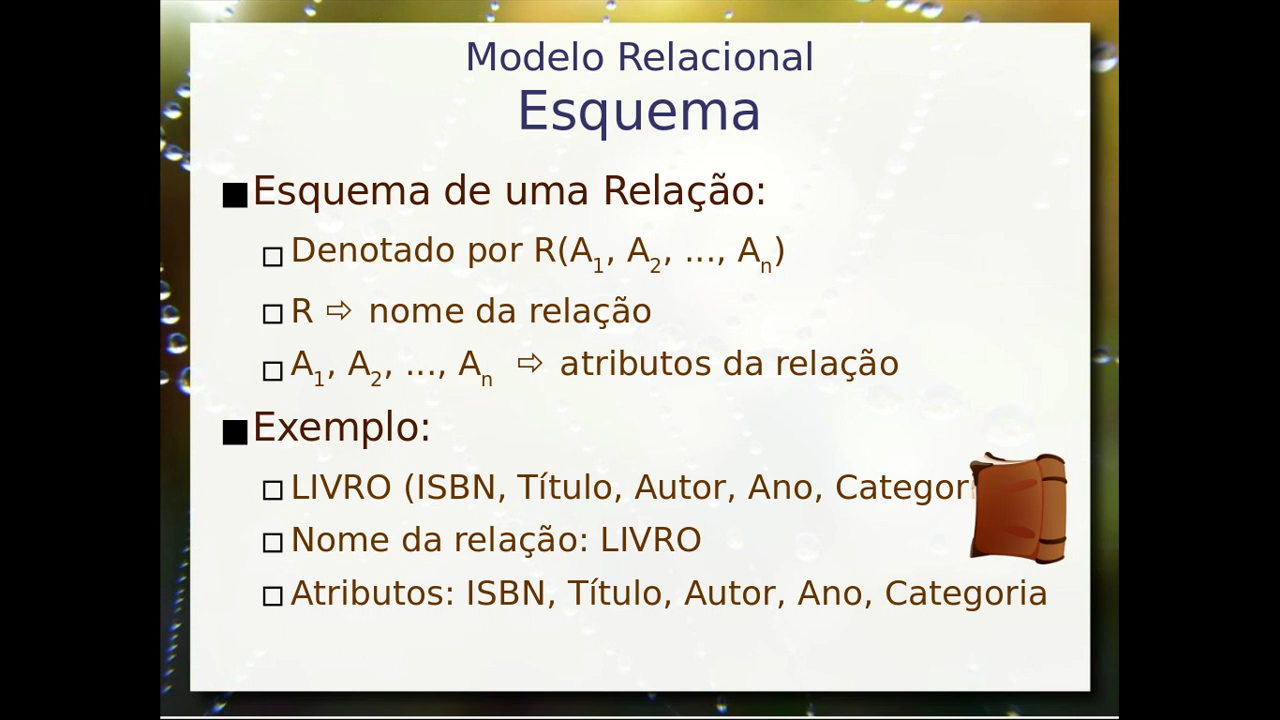 Modelo Relacional
Esquema
Esquema de uma Relação:
Denotado por R(A1, A2, ..., An)
R ⇨ nome da relação
A1, A2, ..., An ⇨ atributos da relação
Exemplo:
LIVRO (ISBN, Título, Autor, Ano,
Nome da relação: LIVRO
Atributos: ISBN, Título, Autor, Ano, Categoria